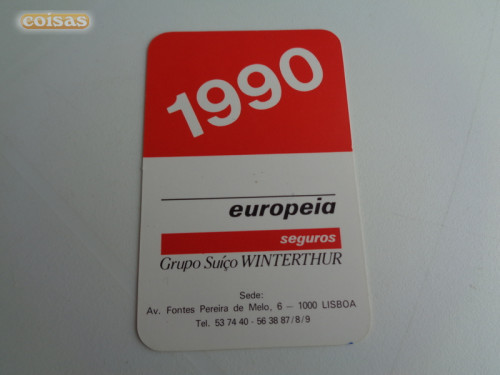 coisas
1990
europeia
seguros
Grupo Suíço WINTERTHUR
Sede:
Av. Fontes Pereira de Melo, 6 – 1000 LISBOA
Tel. 53 74 40 - 56 38 87/8/9